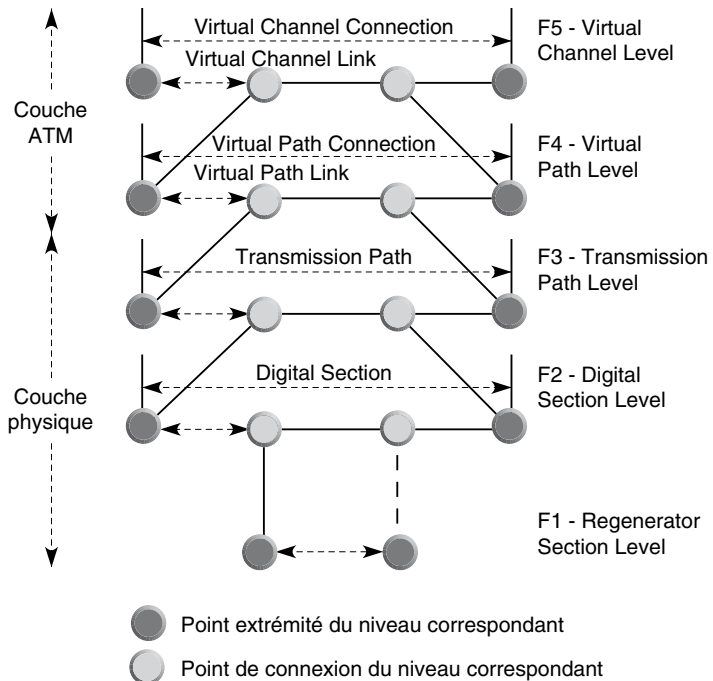 Virtual Channel Connection
Virtual Channel Link
F5 - Virtual
Channel Level
Couche
ATM
Virtual Path Connection
Virtual Path Link
F4 - Virtual
Path Level
Transmission Path
F3 - Transmission
Path Level
Couche
physique
Digital Section
F2 - Digital
Section Level
F1 - Regenerator
Section Level
Point extrémité du niveau correspondant
Point de connexion du niveau correspondant